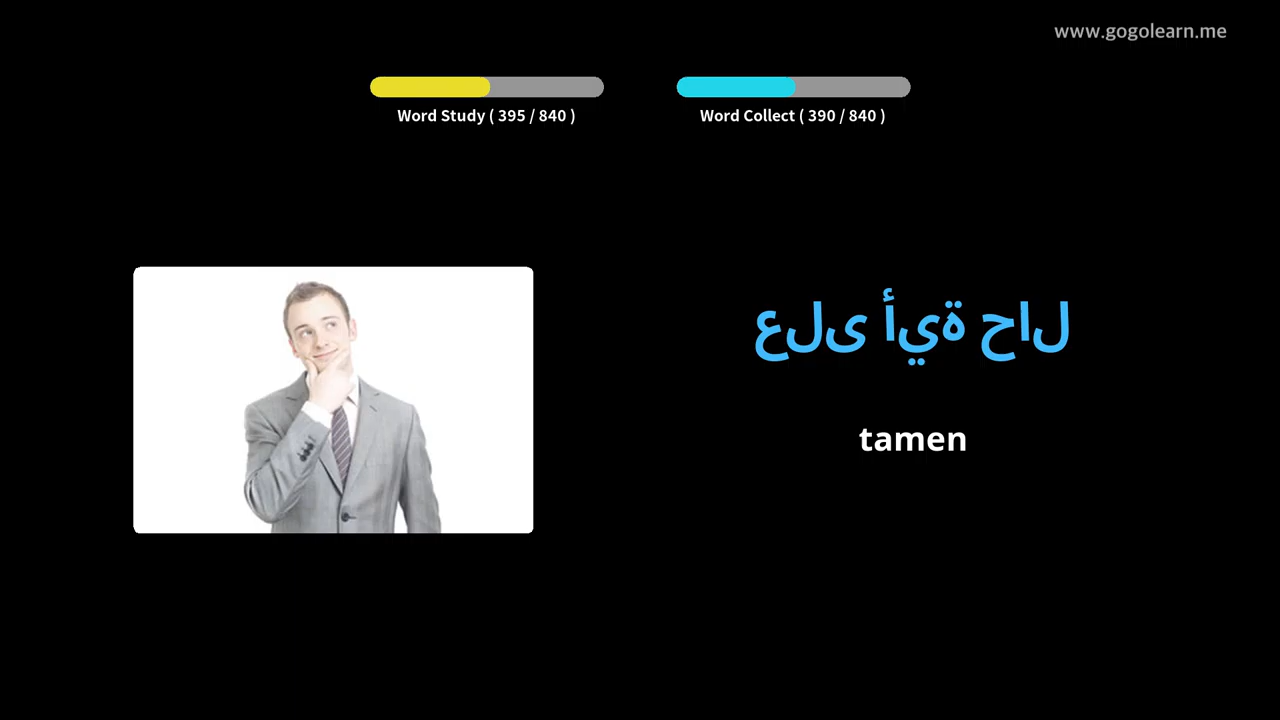 www.gogolearn.me
Word Study ( 395 / 840 )
Word Collect ( 390 / 840 )
على أية حال
tamen